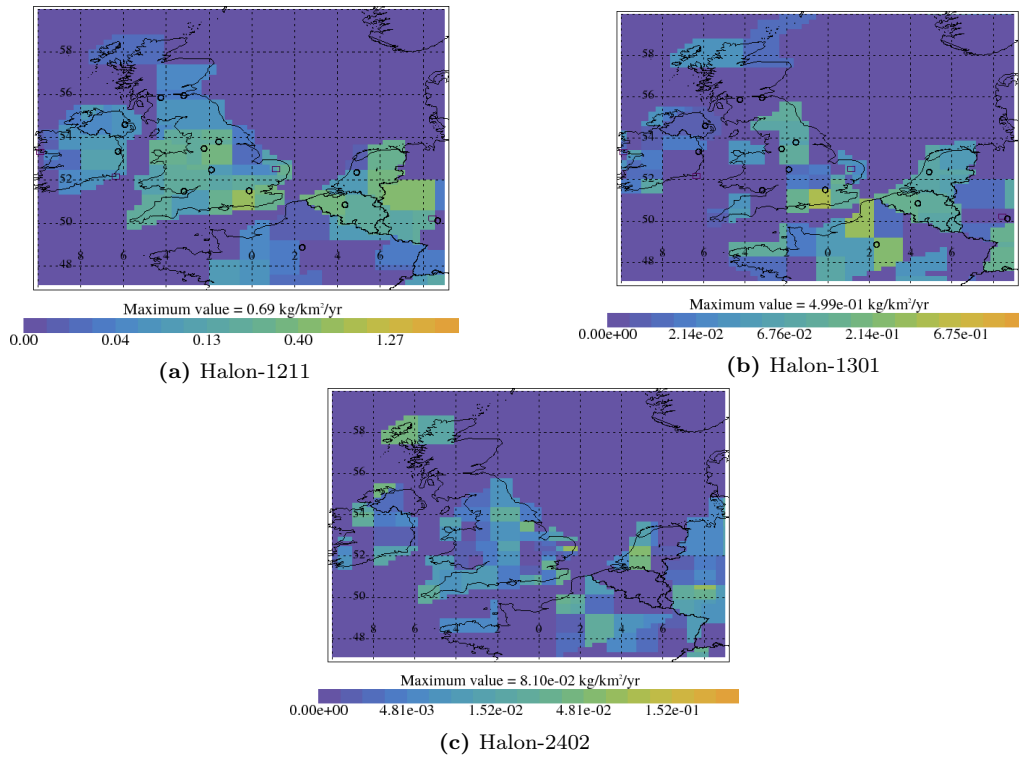 58
56
54
52
50
48
8 6 4 2 0 2 4 6
Maximum value = 0.69 kg/km²/yr
0.00 0.04 0.13 0.40 1.27
(a) Halon-1211
58
56
54
52
50
48
8 6 4 2 0 2 4 6
Maximum value = 4.99e-01 kg/km²/yr
0.00e+00 2.14e-02 6.76e-02 2.14e-01 6.75e-01
(b) Halon-1301
58
56
54
52
50
48
8 6 4 2 0 2 4 6
Maximum value = 8.10e-02 kg/km²/yr
0.00e+00 4.81e-03 1.52e-02 4.81e-02 1.52e-01
(c) Halon-2402